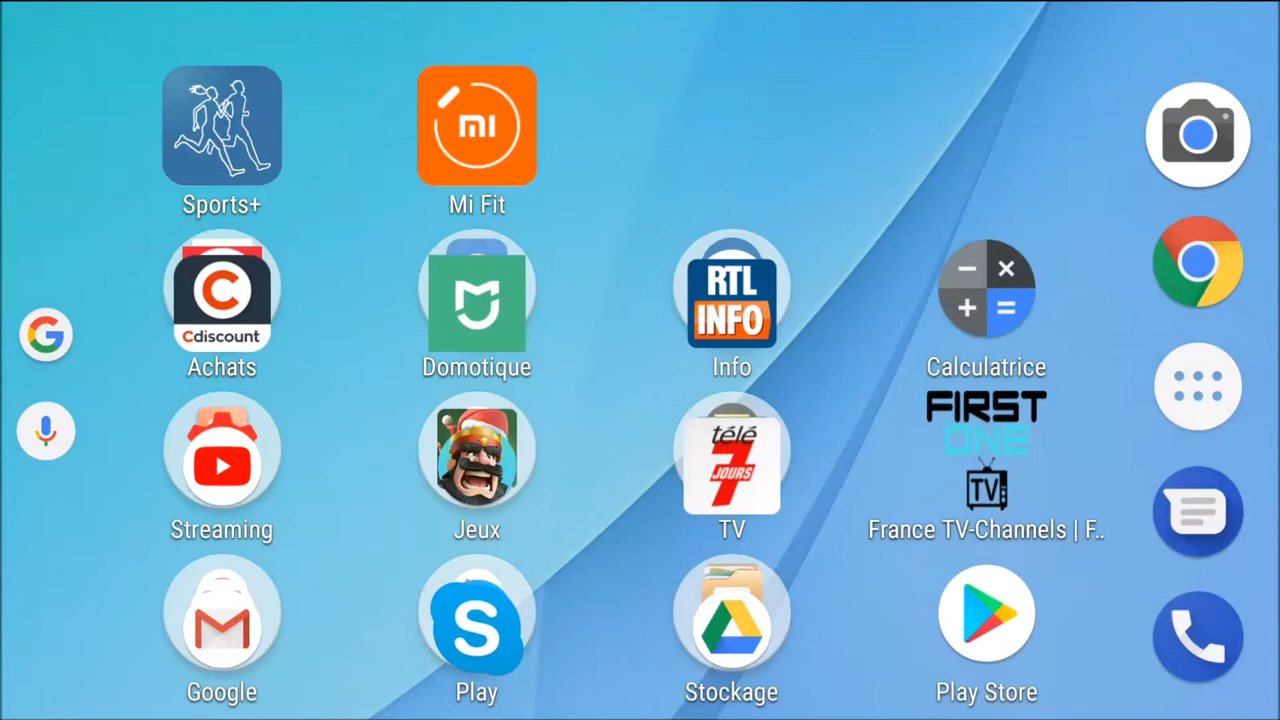 mi
Sports+
Mi Fit
C
Cdiscount
RTL
INFO
Achats
Domotique
Info
Calculatrice
G
FIRST
ONE
TV
télé
7
JOURS
Streaming
Jeux
TV
France TV-Channels | F..
M
S
Google
Play
Stockage
Play Store